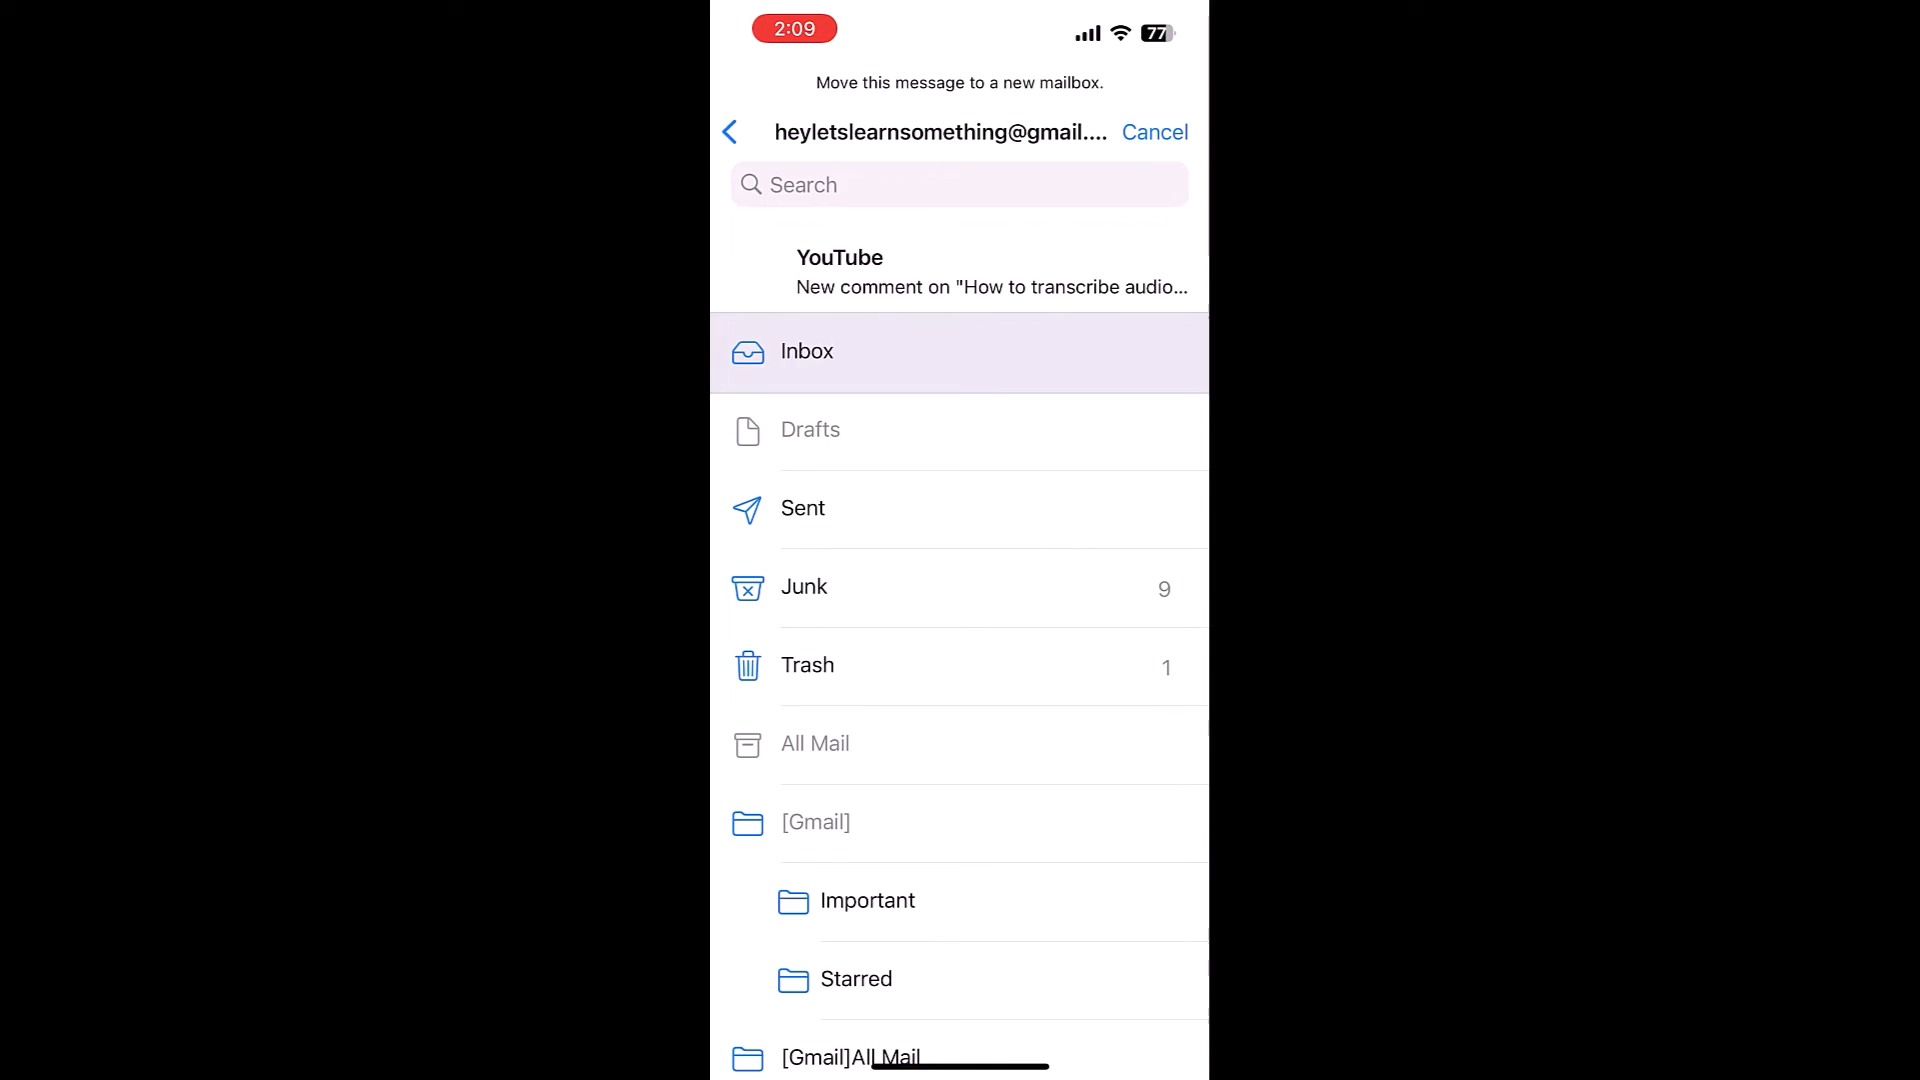 2:09
77
Move this message to a new mailbox.
heyletslearnsomething@gmail....
Cancel
Search
YouTube
New comment on "How to transcribe audio...
Inbox
Drafts
Sent
Junk
9
Trash
1
All Mail
[Gmail]
Important
Starred
[Gmail]All Mail